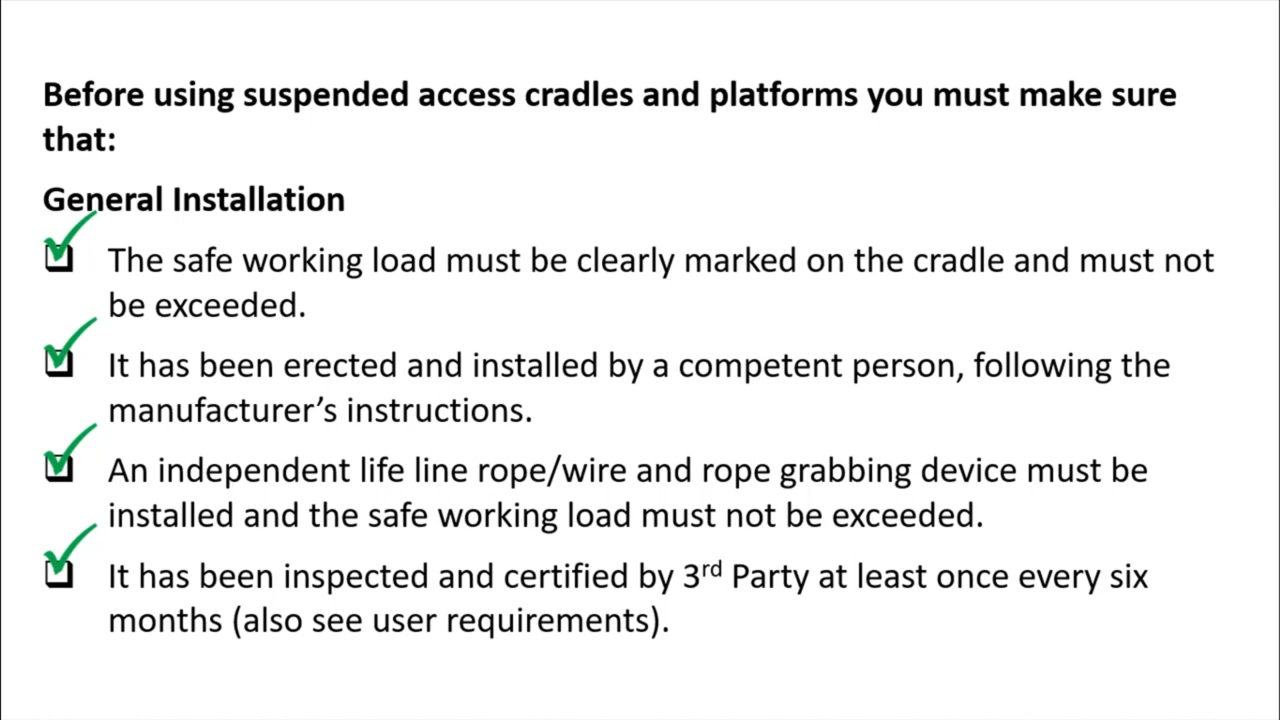 Before using suspended access cradles and platforms you must make sure
that:
General Installation
The safe working load must be clearly marked on the cradle and must not
be exceeded.
It has been erected and installed by a competent person, following the
manufacturer’s instructions.
An independent life line rope/wire and rope grabbing device must be
installed and the safe working load must not be exceeded.
It has been inspected and certified by 3rd Party at least once every six
months (also see user requirements).